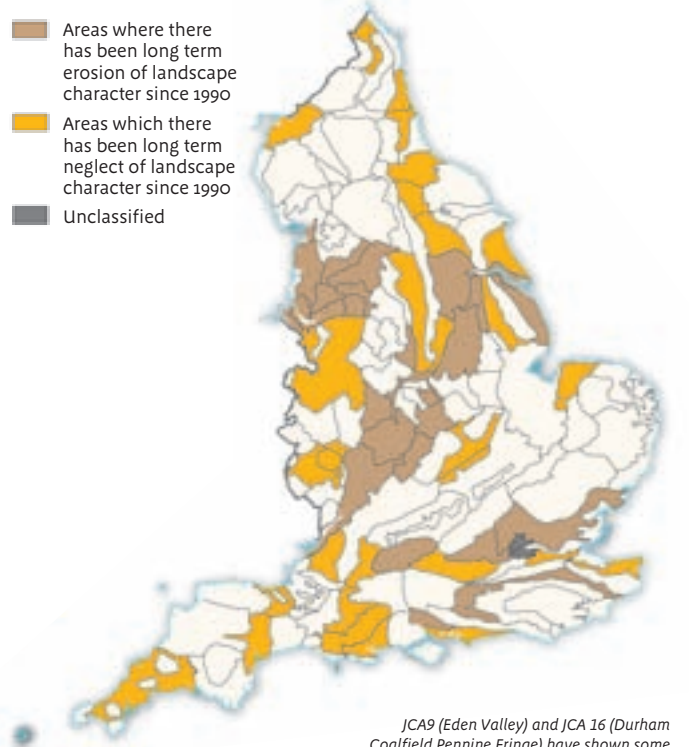 Areas where there
has been long term
erosion of landscape
character since 1990
Areas which there
has been long term
neglect of landscape
character since 1990
Unclassified
JCA9 (Eden Valley) and JCA 16 (Durham
Coalfield Pennine Fringe) have shown some